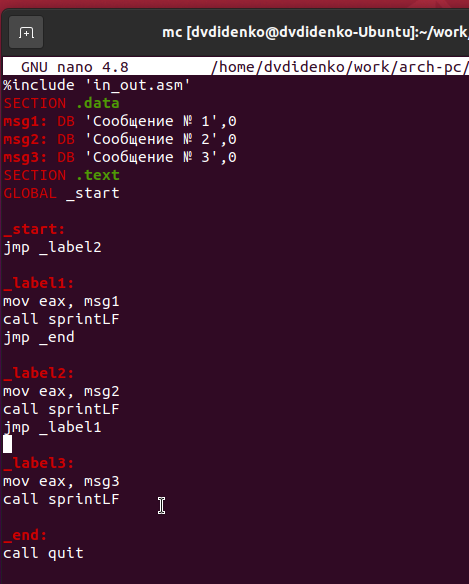 mc [dvdidenko@dvdidenko-Ubuntu]:~/work/
GNU nano 4.8 /home/dvdidenko/work/arch-pc/
%include 'in_out.asm'
SECTION .data
msg1: DB 'Сообщение № 1',0
msg2: DB 'Сообщение № 2',0
msg3: DB 'Сообщение № 3',0
SECTION .text
GLOBAL _start
_start:
jmp _label2
_label1:
mov eax, msg1
call sprintLF
jmp _end
_label2:
mov eax, msg2
call sprintLF
jmp _label1
_label3:
mov eax, msg3
call sprintLF
_end:
call quit